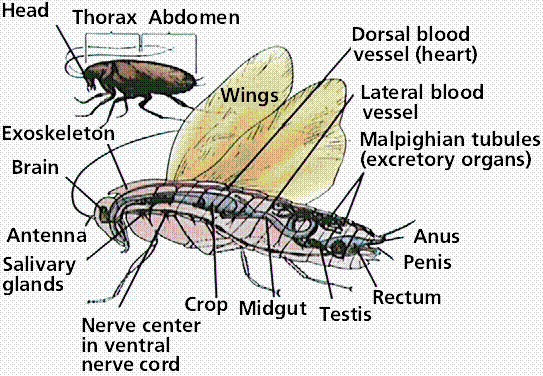 Head
Thorax Abdomen
Dorsal blood
vessel (heart)
Wings
Lateral blood
vessel
Exoskeleton
Malpighian tubules
(excretory organs)
Brain
Antenna
Anus
Salivary
glands
Penis
Rectum
Crop Midgut
Testis
Nerve center
in ventral
nerve cord